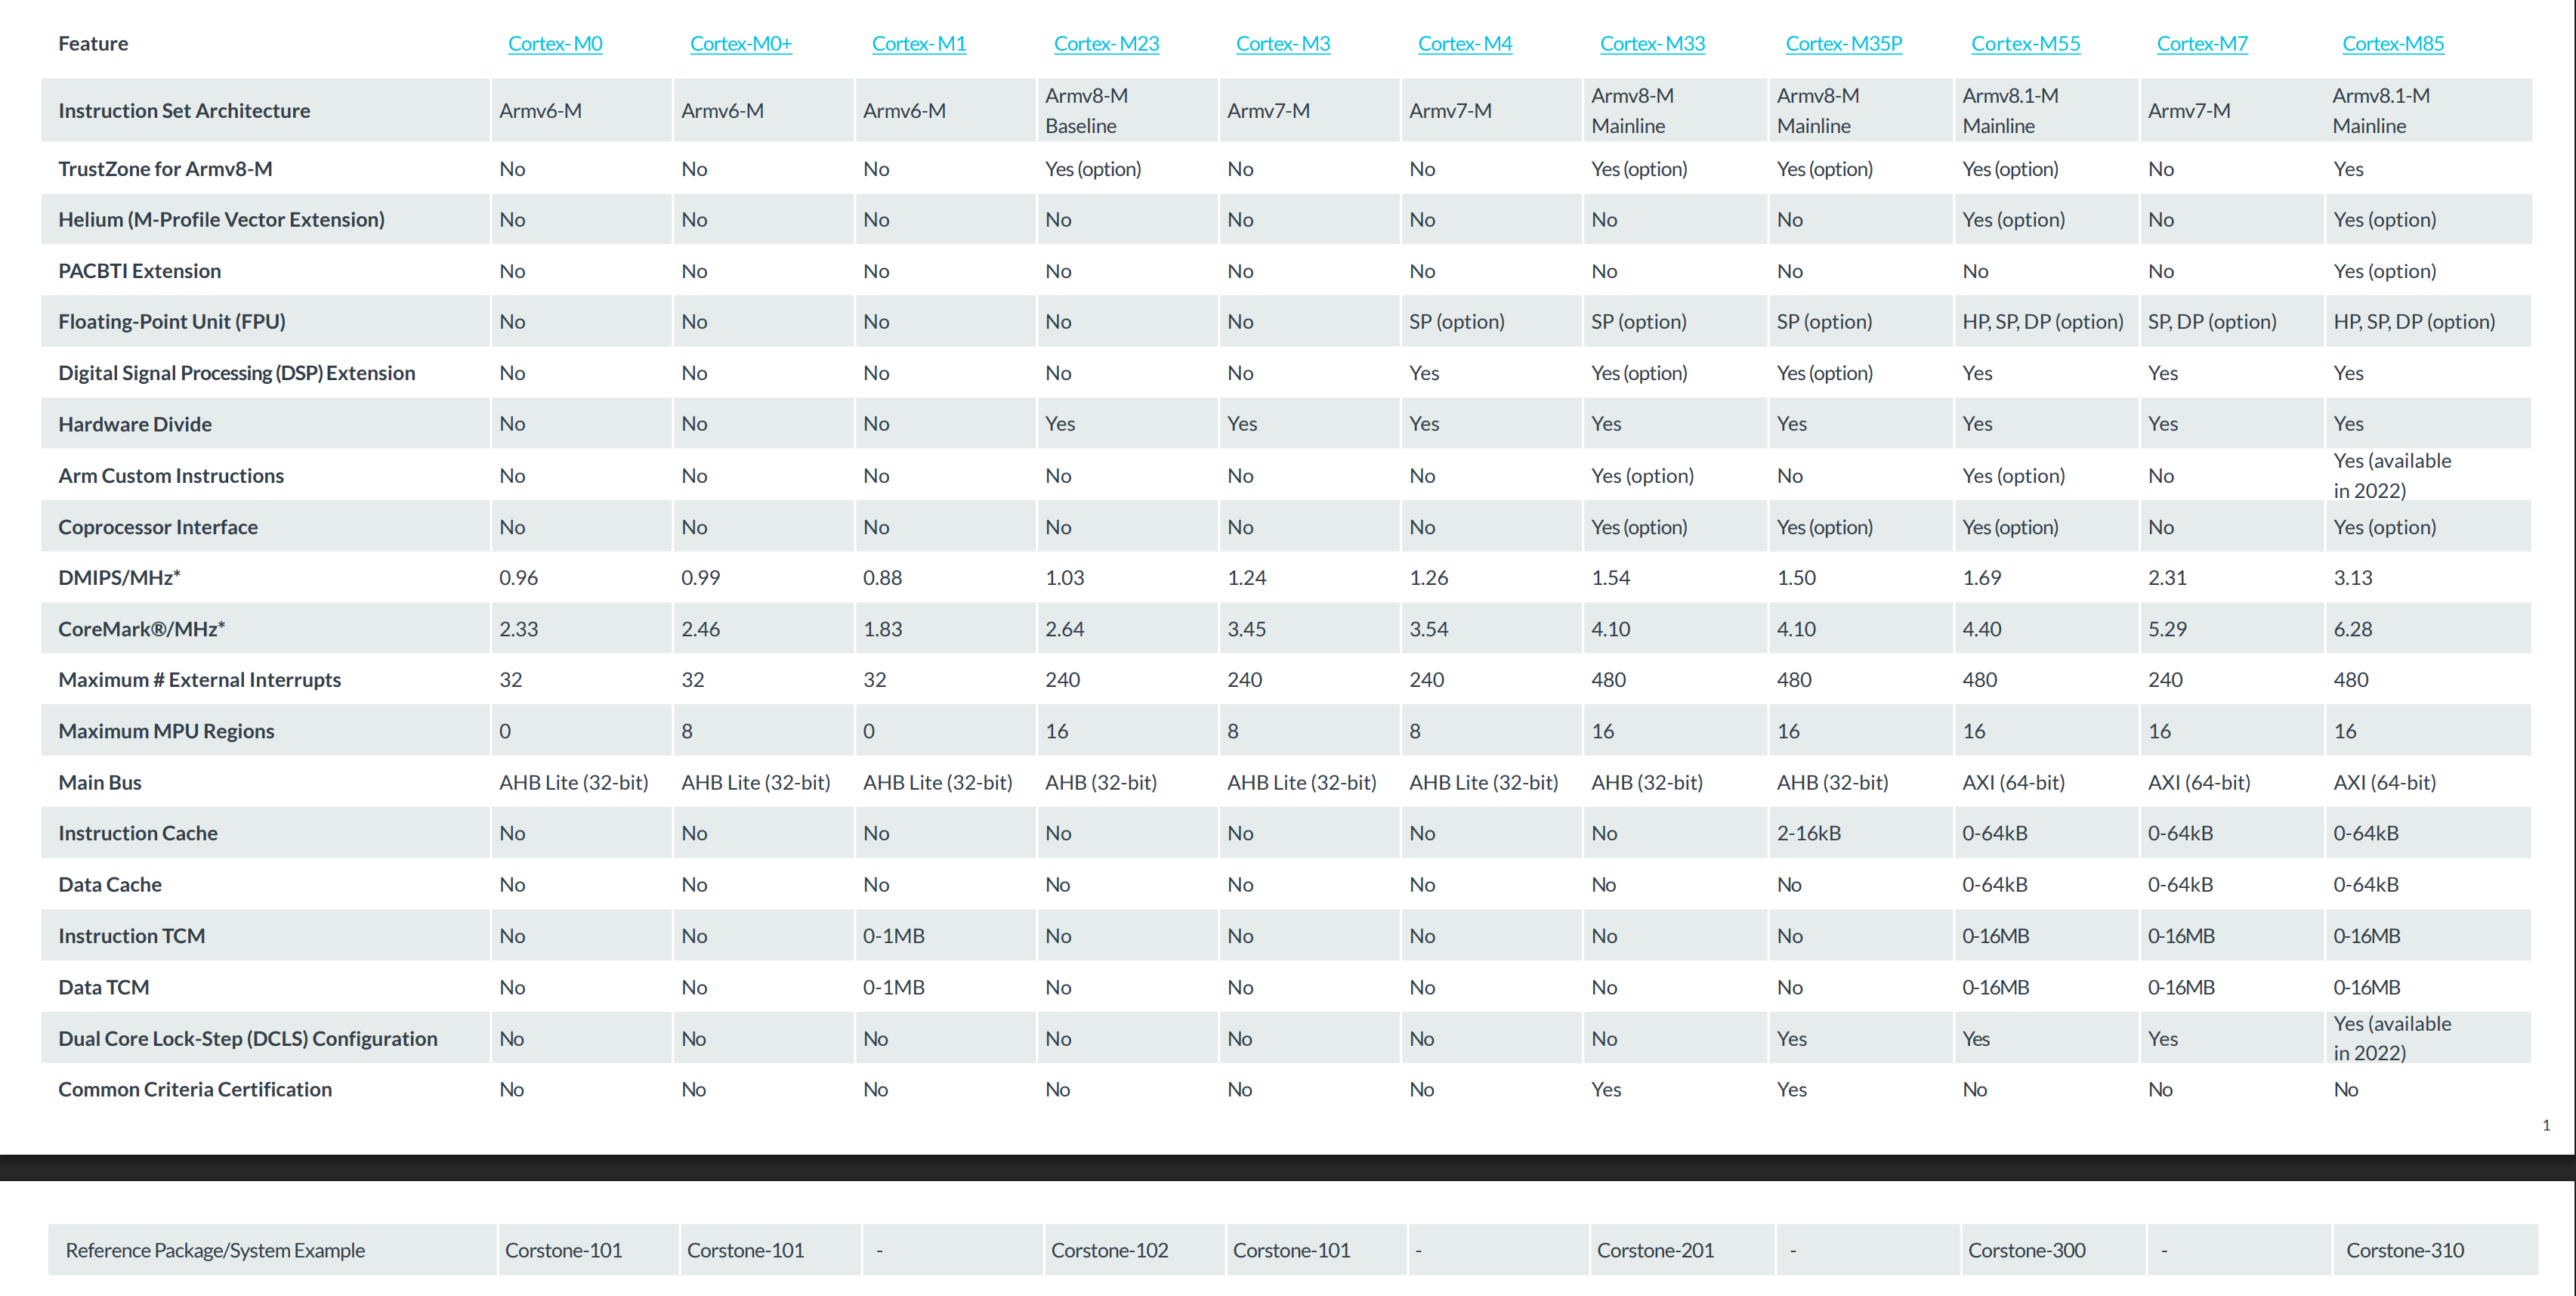 Feature Cortex- M0 Cortex-M0+ Cortex- M1 Cortex- M23 Cortex- M3 Cortex- M4 Cortex- M33 Cortex- M35P Cortex-M55 Cortex-M7 Cortex-M85
Instruction Set Architecture Armv6-M Armv6-M Armv6-M Armv8-M Baseline Armv7-M Armv7-M Armv8-M Mainline Armv8-M Mainline Armv8.1-M Mainline Armv7-M Armv8.1-M Mainline
TrustZone for Armv8-M No No No Yes (option) No No Yes (option) Yes (option) Yes (option) No Yes
Helium (M-Profile Vector Extension) No No No No No No No No Yes (option) No Yes (option)
PACBTI Extension No No No No No No No No No No Yes (option)
Floating-Point Unit (FPU) No No No No No SP (option) SP (option) SP (option) HP, SP, DP (option) SP, DP (option) HP, SP, DP (option)
Digital Signal Processing (DSP) Extension No No No No No Yes Yes (option) Yes (option) Yes Yes Yes
Hardware Divide No No No Yes Yes Yes Yes Yes Yes Yes Yes
Arm Custom Instructions No No No No No No Yes (option) No Yes (option) No Yes (available in 2022)
Coprocessor Interface No No No No No No Yes (option) Yes (option) Yes (option) No Yes (option)
DMIPS/MHz* 0.96 0.99 0.88 1.03 1.24 1.26 1.54 1.50 1.69 2.31 3.13
CoreMark®/MHz* 2.33 2.46 1.83 2.64 3.45 3.54 4.10 4.10 4.40 5.29 6.28
Maximum # External Interrupts 32 32 32 240 240 240 480 480 480 240 480
Maximum MPU Regions 0 8 0 16 8 8 16 16 16 16 16
Main Bus AHB Lite (32-bit) AHB Lite (32-bit) AHB Lite (32-bit) AHB (32-bit) AHB Lite (32-bit) AHB Lite (32-bit) AHB (32-bit) AHB (32-bit) AXI (64-bit) AXI (64-bit) AXI (64-bit)
Instruction Cache No No No No No No No 2-16kB 0-64kB 0-64kB 0-64kB
Data Cache No No No No No No No No 0-64kB 0-64kB 0-64kB
Instruction TCM No No 0-1MB No No No No No 0-16MB 0-16MB 0-16MB
Data TCM No No 0-1MB No No No No No 0-16MB 0-16MB 0-16MB
Dual Core Lock-Step (DCLS) Configuration No No No No No No No Yes Yes Yes Yes (available in 2022)
Common Criteria Certification No No No No No No Yes Yes No No No
1
Reference Package/System Example Corstone-101 Corstone-101 - Corstone-102 Corstone-101 - Corstone-201 - Corstone-300 - Corstone-310